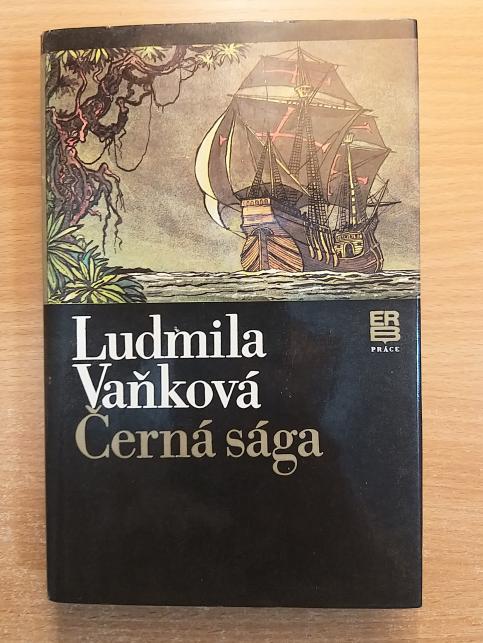 Ludmila
Vaňková
Černá sága
ERB
PRÁCE